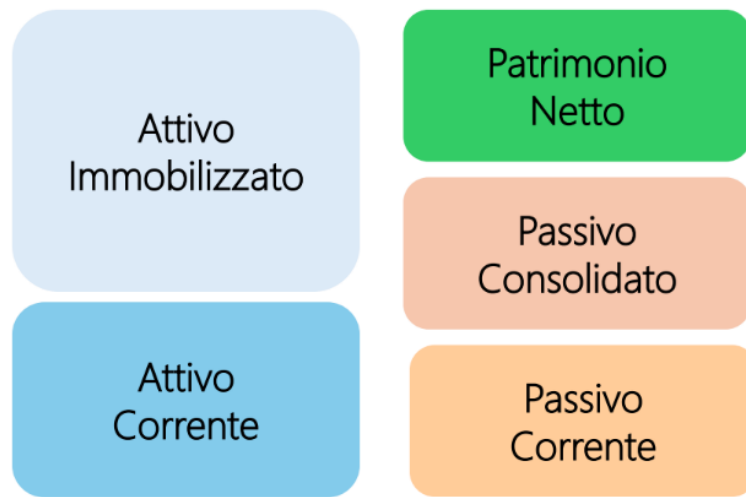 Attivo
Immobilizzato
Attivo
Corrente
Patrimonio
Netto
Passivo
Consolidato
Passivo
Corrente